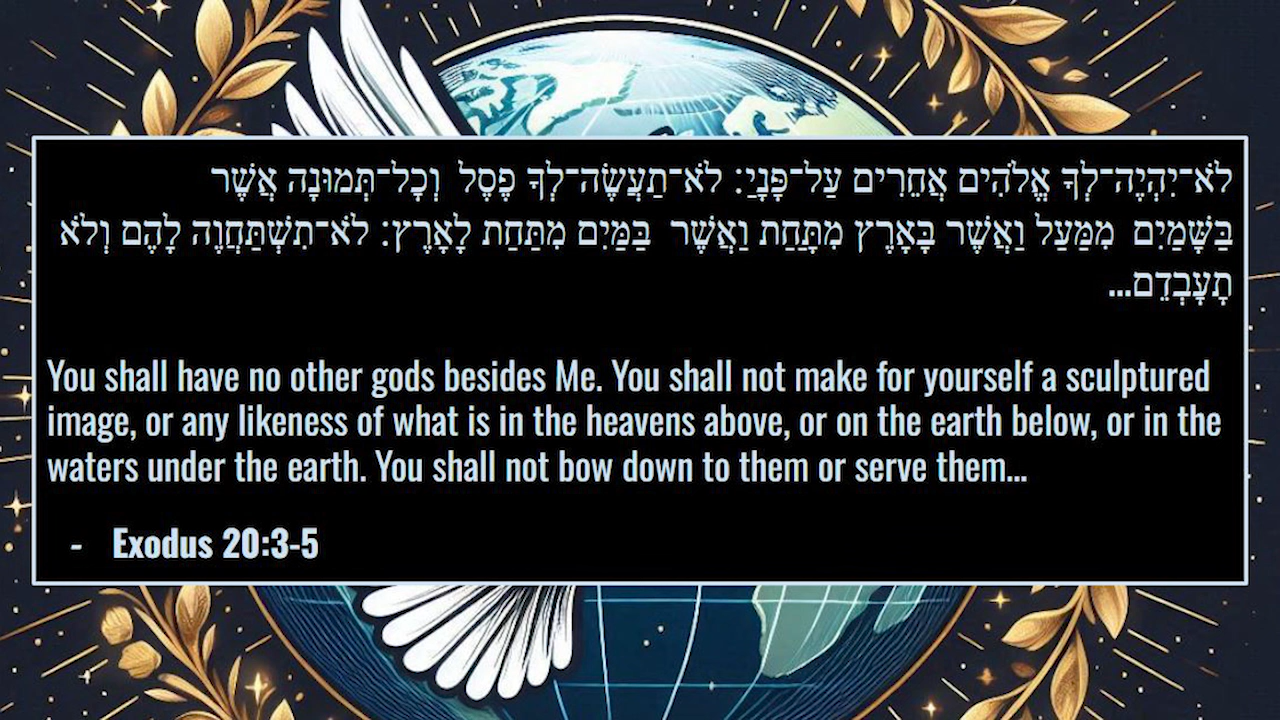 לֹא־יִהְיֶה־לְךָ אֱלֹהִים אֲחֵרִים עַל־פָּנָיַ: לֹא־תַעֲשֶׂה־לְךָ פֶסֶל וְכָל־תְּמוּנָה אֲשֶׁר
בַּשָּׁמַיִם מִמַּעַל וַאֲשֶׁר בָּאָרֶץ מִתָּחַת וַאֲשֶׁר בַּמַּיִם מִתַּחַת לָאָרֶץ: לֹא־תִשְׁתַּחֲוֶה לָהֶם וְלֹא
תָעָבְדֵם...
You shall have no other gods besides Me. You shall not make for yourself a sculptured
image, or any likeness of what is in the heavens above, or on the earth below, or in the
waters under the earth. You shall not bow down to them or serve them...
- Exodus 20:3-5